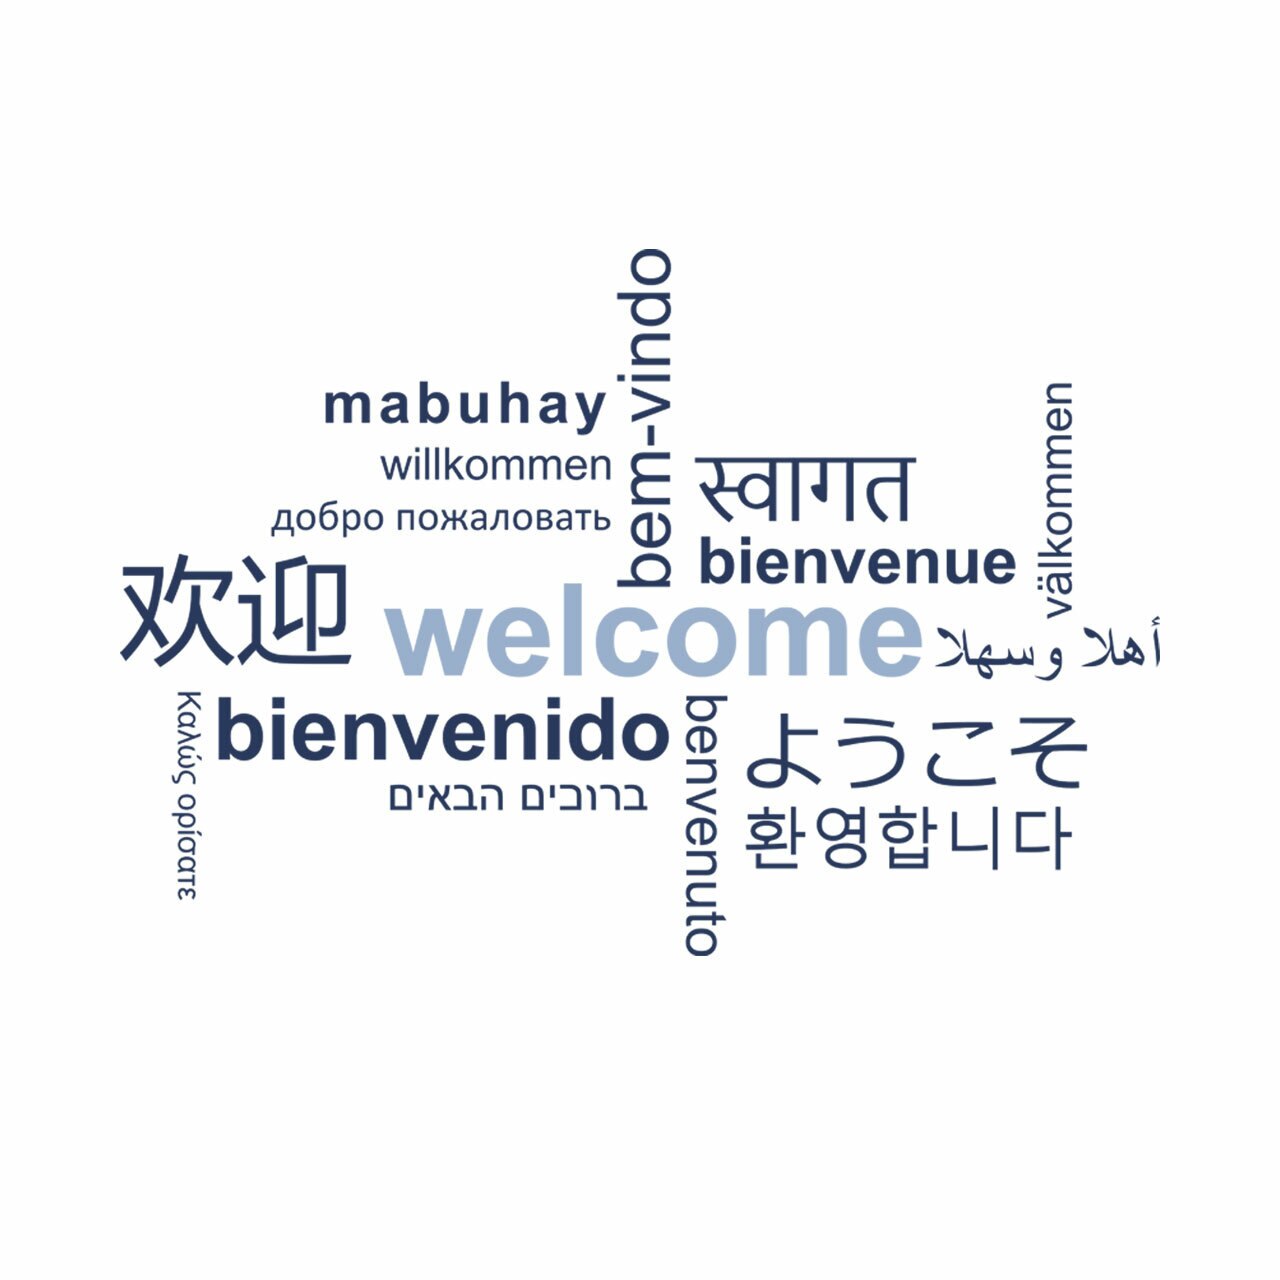 bem-vindo
mabuhay
willkommen
добро пожаловать
स्वागत
välkommen
bienvenue
欢迎
welcome
أهلا وسهلا
Καλώς ορίσατε
bienvenido
ברוכים הבאים
benvenuto
ようこそ
환영합니다